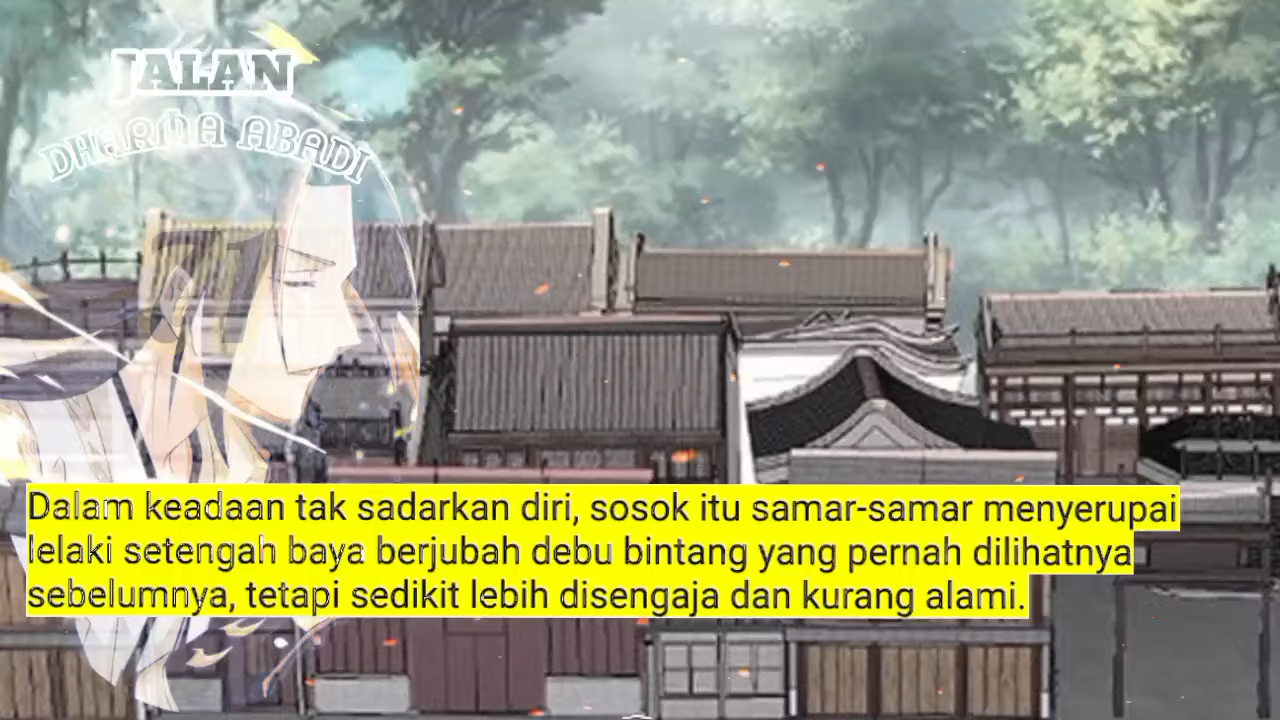 JALAN
DHARMA ABADI
71
Dalam keadaan tak sadarkan diri, sosok itu samar-samar menyerupai
lelaki setengah baya berjubah debu bintang yang pernah dilihatnya
sebelumnya, tetapi sedikit lebih disengaja dan kurang alami.